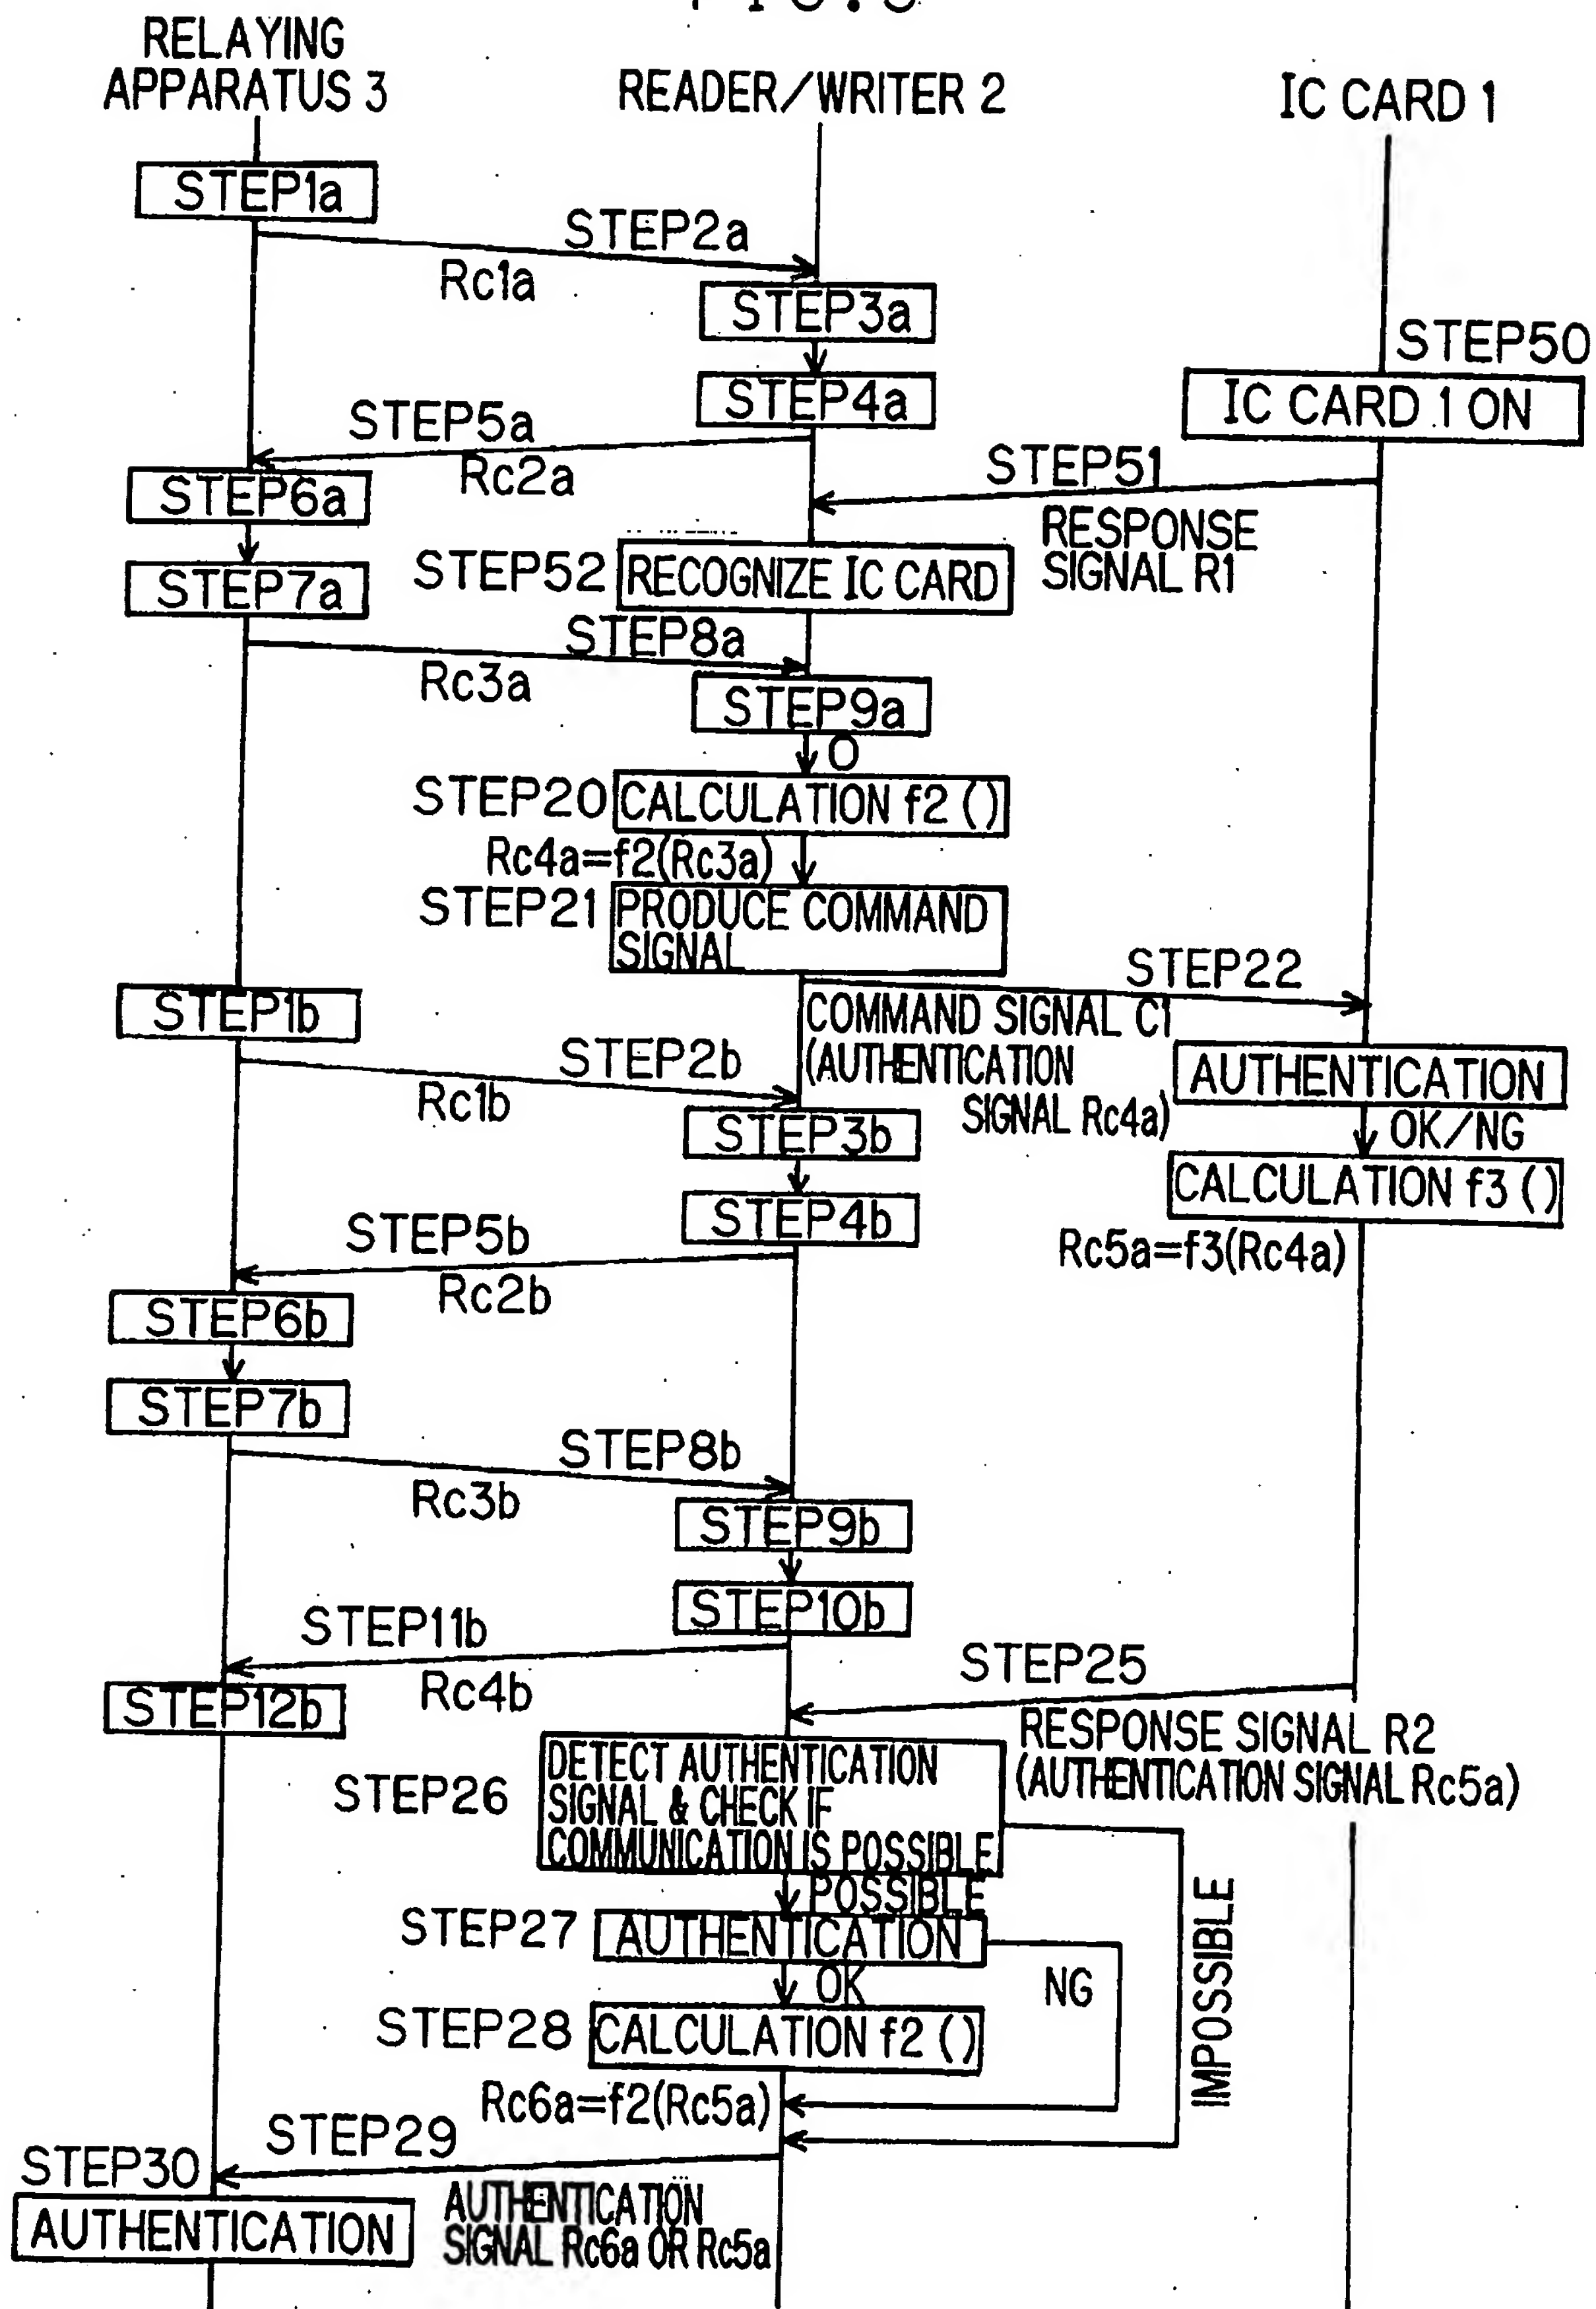 RELAYING
APPARATUS 3
READER/WRITER 2
IC CARD 1
STEP1a
STEP2a
Rc1a
STEP3a
STEP50
STEP4a
IC CARD 1 ON
STEP5a
Rc2a
STEP51
STEP6a
RESPONSE
SIGNAL R1
STEP52
RECOGNIZE IC CARD
STEP7a
STEP8a
Rc3a
STEP9a
O
STEP20
CALCULATION f2 ()
Rc4a=f2(Rc3a)
STEP21
PRODUCE COMMAND
SIGNAL
STEP22
STEP1b
COMMAND SIGNAL C1
(AUTHENTICATION
SIGNAL Rc4a)
STEP2b
Rc1b
AUTHENTICATION
STEP3b
OK/NG
CALCULATION f3 ()
STEP4b
STEP5b
Rc5a=f3(Rc4a)
Rc2b
STEP6b
STEP7b
STEP8b
Rc3b
STEP9b
STEP10b
STEP11b
Rc4b
STEP25
STEP12b
RESPONSE SIGNAL R2
(AUTHENTICATION SIGNAL Rc5a)
STEP26
DETECT AUTHENTICATION
SIGNAL & CHECK IF
COMMUNICATION IS POSSIBLE
POSSIBLE
IMPOSSIBLE
STEP27
AUTHENTICATION
OK
NG
STEP28
CALCULATION f2 ()
Rc6a=f2(Rc5a)
STEP29
STEP30
AUTHENTICATION
AUTHENTICATION
SIGNAL Rc6a OR Rc5a